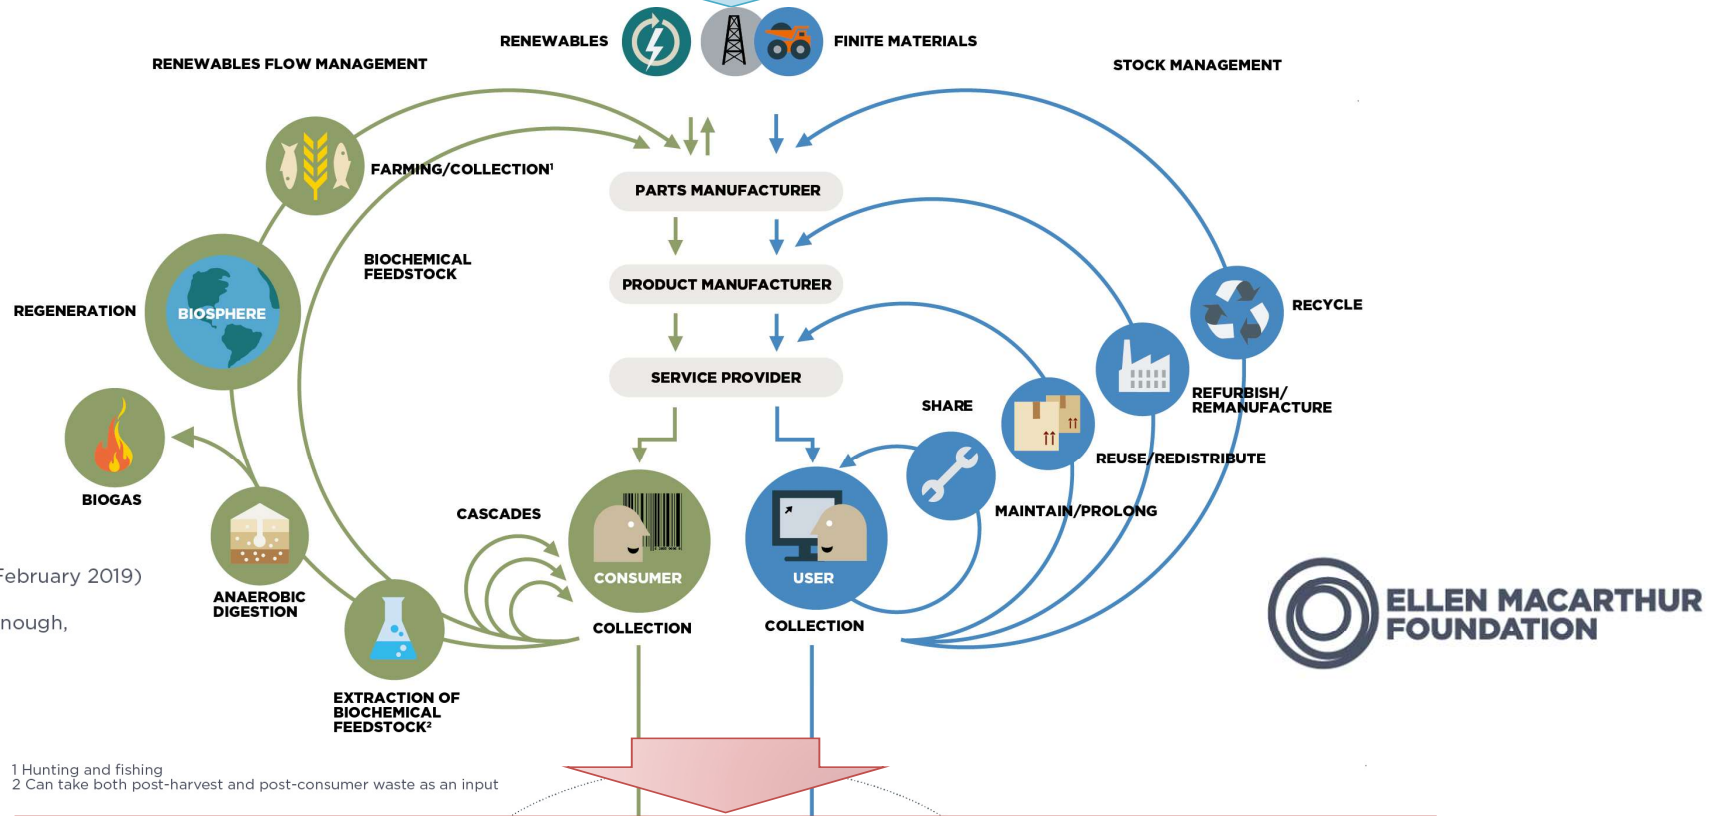 RENEWABLES
FINITE MATERIALS
RENEWABLES FLOW MANAGEMENT
STOCK MANAGEMENT
FARMING/COLLECTION¹
PARTS MANUFACTURER
BIOCHEMICAL
FEEDSTOCK
PRODUCT MANUFACTURER
REGENERATION
BIOSPHERE
RECYCLE
SERVICE PROVIDER
SHARE
REFURBISH/
REMANUFACTURE
REUSE/REDISTRIBUTE
BIOGAS
CASCADES
MAINTAIN/PROLONG
CONSUMER
USER
ANAEROBIC
DIGESTION
COLLECTION
COLLECTION
EXTRACTION OF
BIOCHEMICAL
FEEDSTOCK²
February 2019)
nough,
ELLEN MACARTHUR
FOUNDATION
1 Hunting and fishing
2 Can take both post-harvest and post-consumer waste as an input